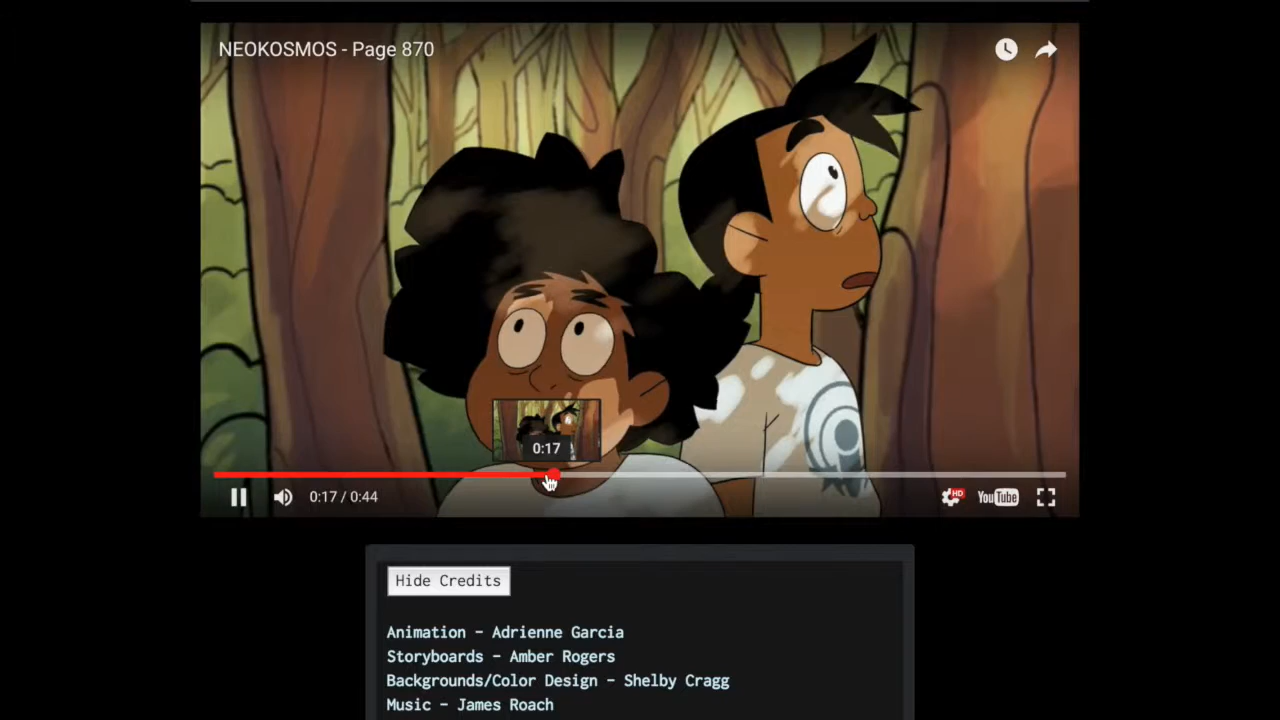 NEOKOSMOS - Page 870
0:17
0:17 / 0:44
HD
YouTube
Hide Credits
Animation - Adrienne Garcia
Storyboards - Amber Rogers
Backgrounds/Color Design - Shelby Cragg
Music - James Roach